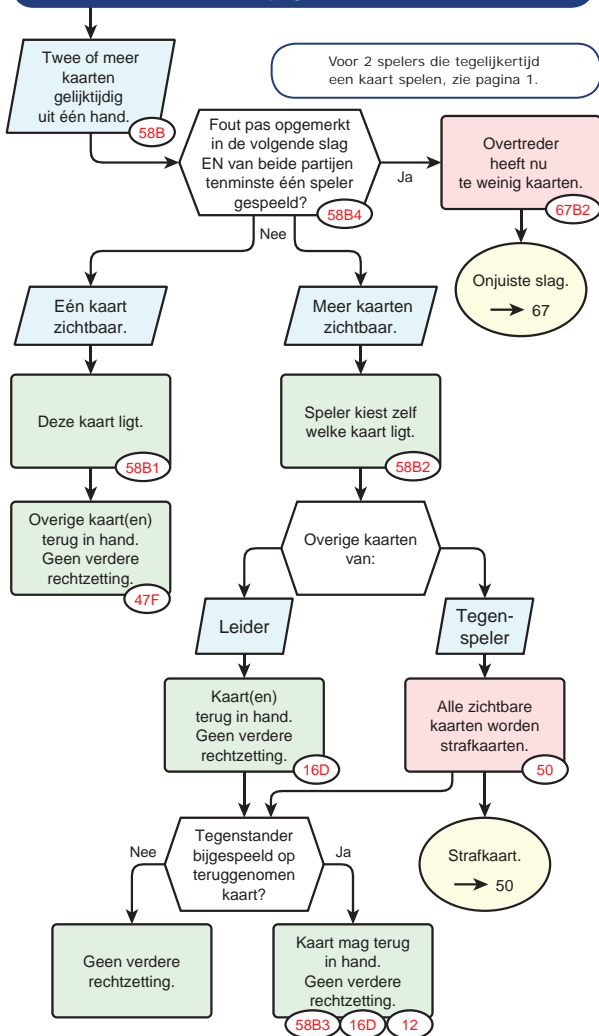 Twee of meer
kaarten
gelijktijdig
uit één hand.
58B
Voor 2 spelers die tegelijkertijd
een kaart spelen, zie pagina 1.
Fout pas opgemerkt
in de volgende slag
EN van beide partijen
tenminste één speler
gespeeld?
58B4
Ja
Overtreder
heeft nu
te weinig kaarten.
67B2
Nee
Onjuiste slag.
→ 67
Eén kaart
zichtbaar.
Meer kaarten
zichtbaar.
Deze kaart ligt.
58B1
Speler kiest zelf
welke kaart ligt.
58B2
Overige kaart(en)
terug in hand.
Geen verdere
rechtzetting.
47F
Overige kaarten
van:
Leider
Tegen-
speler
Kaart(en)
terug in hand.
Geen verdere
rechtzetting.
16D
Alle zichtbare
kaarten worden
strafkaarten.
50
Nee
Tegenstander
bijgespeeld op
teruggenomen
kaart?
Ja
Strafkaart.
→ 50
Geen verdere
rechtzetting.
Kaart mag terug
in hand.
Geen verdere
rechtzetting.
58B3 16D 12